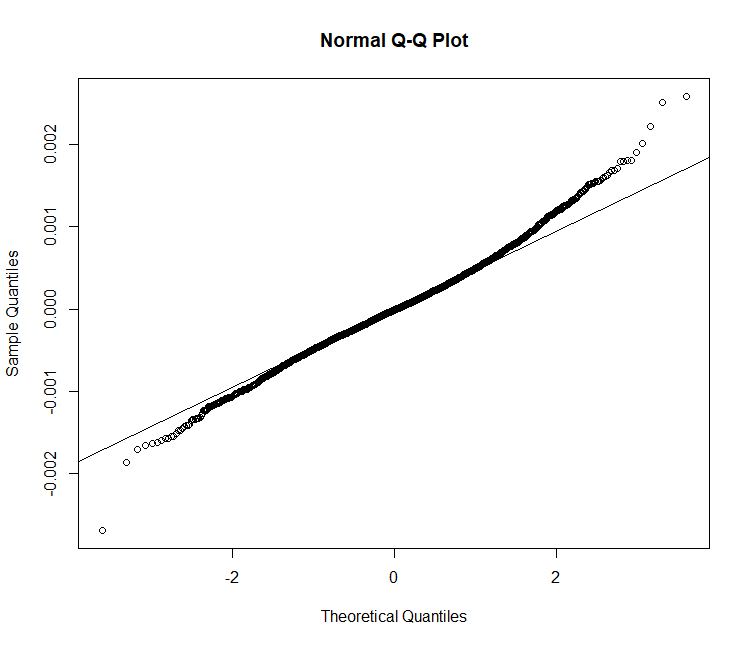 Normal Q-Q Plot
Sample Quantiles
0.002
0.001
0.000
-0.001
-0.002
-2 0 2
Theoretical Quantiles